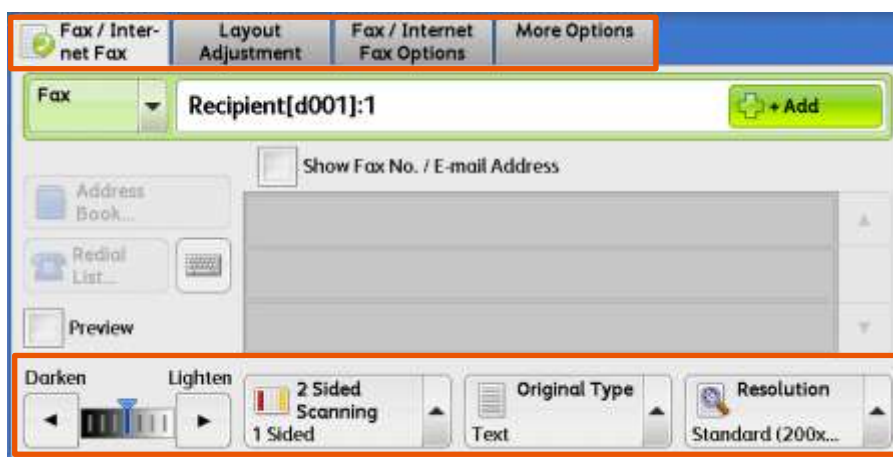 Fax / Inter-
net Fax
Layout
Adjustment
Fax / Internet
Fax Options
More Options
Fax
Recipient[d001]:1
+ Add
Show Fax No. / E-mail Address
Address
Book...
Redial
List...
Preview
Darken
Lighten
2 Sided
Scanning
1 Sided
Original Type
Text
Resolution
Standard (200x...